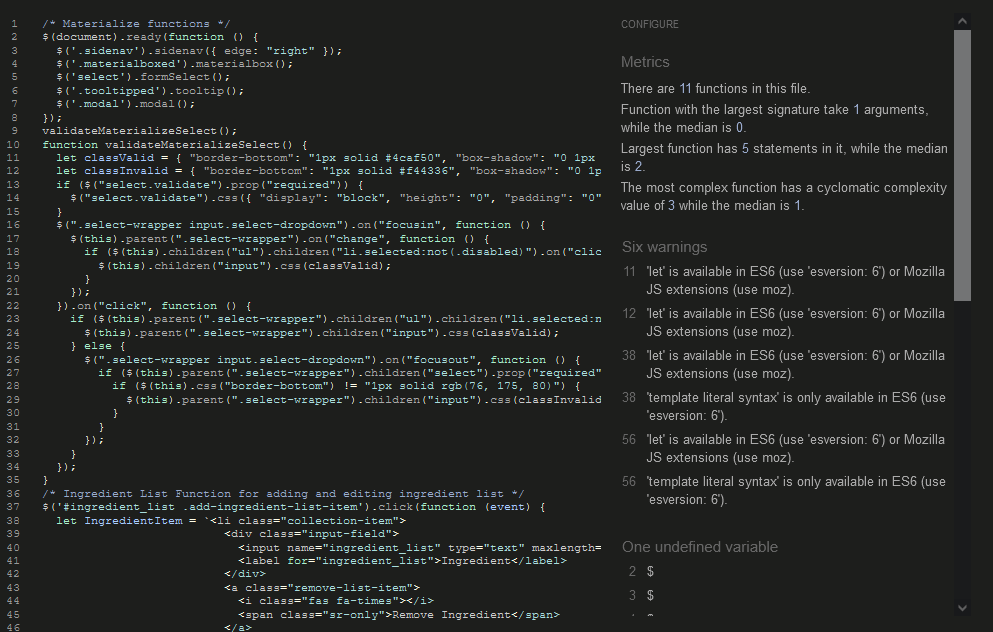 1 /* Materialize functions */
2 $(document).ready(function () {
3 $('.sidenav').sidenav({ edge: "right" });
4 $('.materialboxed').materialbox();
5 $('select').formSelect();
6 $('.tooltipped').tooltip();
7 $('.modal').modal();
8 });
9 validateMaterializeSelect();
10 function validateMaterializeSelect() {
11 let classValid = { "border-bottom": "1px solid #4caf50", "box-shadow": "0 1px
12 let classInvalid = { "border-bottom": "1px solid #f44336", "box-shadow": "0 1p
13 if ($("select.validate").prop("required")) {
14 $("select.validate").css({ "display": "block", "height": "0", "padding": "0"
15 }
16 $(".select-wrapper input.select-dropdown").on("focusin", function () {
17 $(this).parent(".select-wrapper").on("change", function () {
18 if ($(this).children("ul").children("li.selected:not(.disabled)").on("clic
19 $(this).children("input").css(classValid);
20 }
21 });
22 }).on("click", function () {
23 if ($(this).parent(".select-wrapper").children("ul").children("li.selected:n
24 $(this).parent(".select-wrapper").children("input").css(classValid);
25 } else {
26 $(".select-wrapper input.select-dropdown").on("focusout", function () {
27 if ($(this).parent(".select-wrapper").children("select").prop("required"
28 if ($(this).css("border-bottom") != "1px solid rgb(76, 175, 80)") {
29 $(this).parent(".select-wrapper").children("input").css(classInvalid
30 }
31 }
32 });
33 }
34 });
35 }
36 /* Ingredient List Function for adding and editing ingredient list */
37 $('#ingredient_list .add-ingredient-list-item').click(function (event) {
38 let IngredientItem = `<li class="collection-item">
39 <div class="input-field">
40 <input name="ingredient_list" type="text" maxlength=
41 <label for="ingredient_list">Ingredient</label>
42 </div>
43 <a class="remove-list-item">
44 <i class="fas fa-times"></i>
45 <span class="sr-only">Remove Ingredient</span>
46 </a>
CONFIGURE
Metrics
There are 11 functions in this file.
Function with the largest signature take 1 arguments,
while the median is 0.
Largest function has 5 statements in it, while the median
is 2.
The most complex function has a cyclomatic complexity
value of 3 while the median is 1.
Six warnings
11 'let' is available in ES6 (use 'esversion: 6') or Mozilla
JS extensions (use moz).
12 'let' is available in ES6 (use 'esversion: 6') or Mozilla
JS extensions (use moz).
38 'let' is available in ES6 (use 'esversion: 6') or Mozilla
JS extensions (use moz).
38 'template literal syntax' is only available in ES6 (use
'esversion: 6').
56 'let' is available in ES6 (use 'esversion: 6') or Mozilla
JS extensions (use moz).
56 'template literal syntax' is only available in ES6 (use
'esversion: 6').
One undefined variable
2 $
3 $